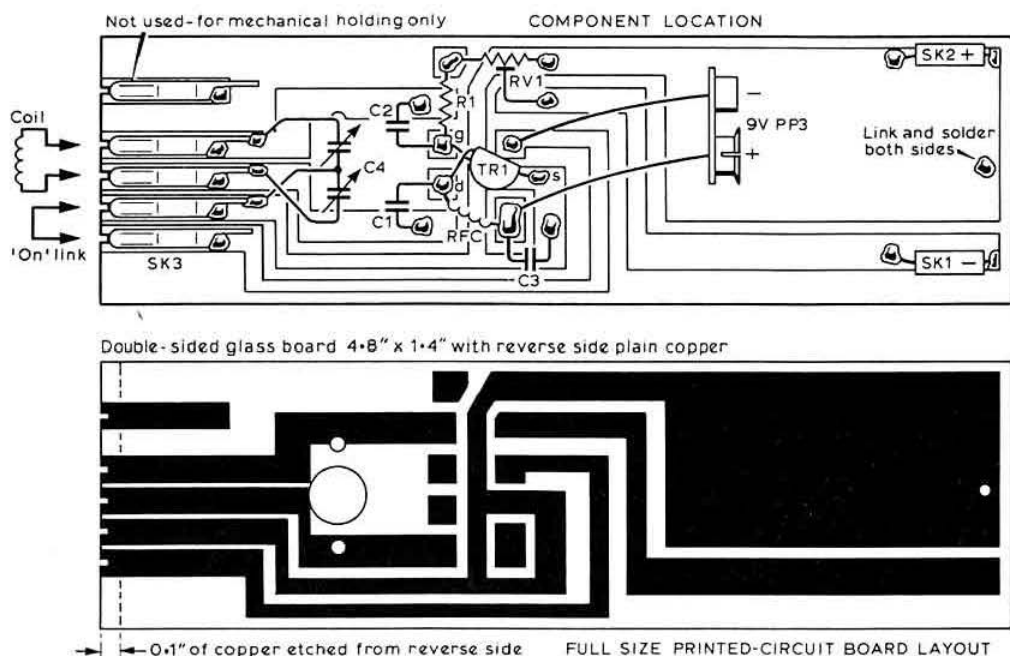 Not used-for mechanical holding only
COMPONENT LOCATION
SK2 +
RV1
R1
C2
Coil
9V PP3
−
+
Link and solder
both sides
g
TR1
s
C4
d
C1
RFC
'On' link
SK3
C3
SK1 −
Double-sided glass board 4·8" x 1·4" with reverse side plain copper
0·1" of copper etched from reverse side
FULL SIZE PRINTED-CIRCUIT BOARD LAYOUT